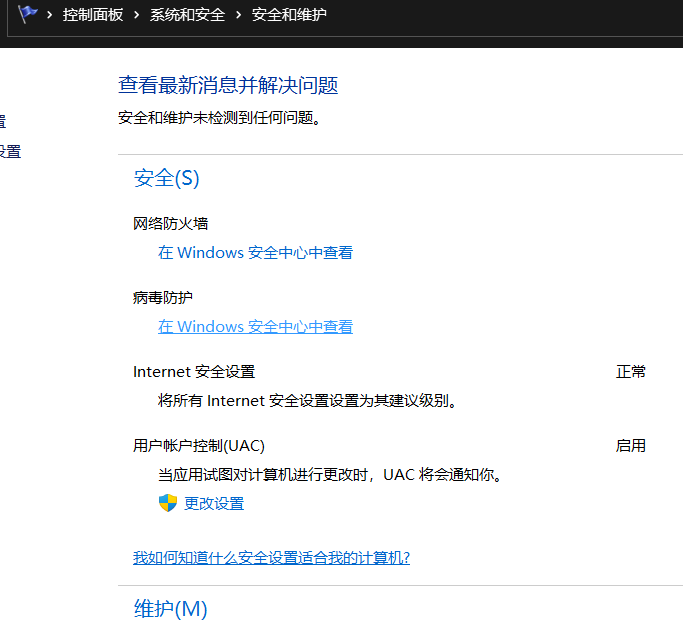 控制面板 › 系统和安全 › 安全和维护
查看最新消息并解决问题
安全和维护未检测到任何问题。
置
设置
安全(S)
网络防火墙
在 Windows 安全中心中查看
病毒防护
在 Windows 安全中心中查看
Internet 安全设置 正常
将所有 Internet 安全设置设置为其建议级别。
用户帐户控制(UAC) 启用
当应用试图对计算机进行更改时，UAC 将会通知你。
更改设置
我如何知道什么安全设置适合我的计算机?
维护(M)